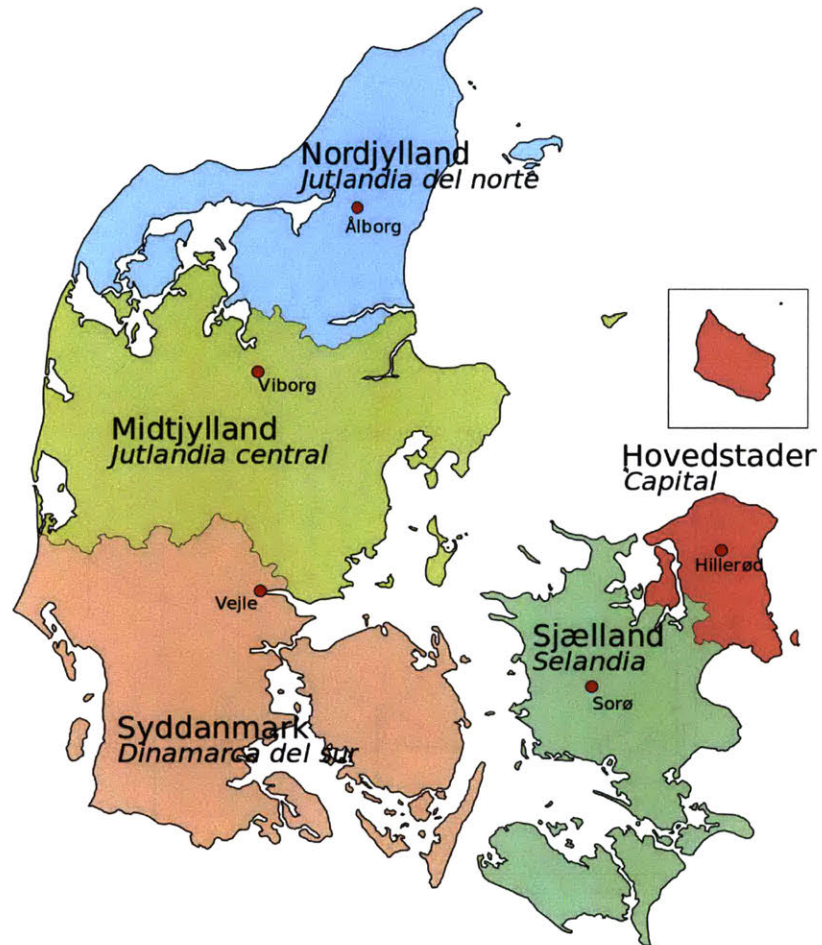 Nordjylland
Jutlandia del norte
Ålborg
Viborg
Midtjylland
Jutlandia central
Hovedstader
Capital
Hillerød
Vejle
Sjælland
Selandia
Sorø
Syddanmark
Dinamarca del sur